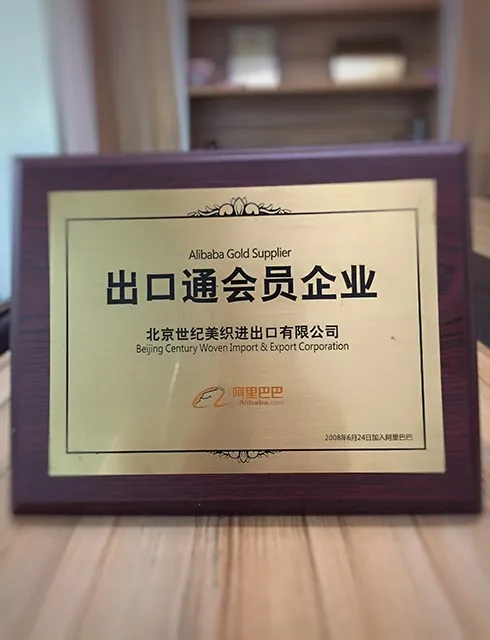 Alibaba Gold Supplier
出口通会员企业
北京世纪美织进出口有限公司
Beijing Century Woven Import & Export Corporation
阿里巴巴
Alibaba.com
2008年6月24日加入阿里巴巴